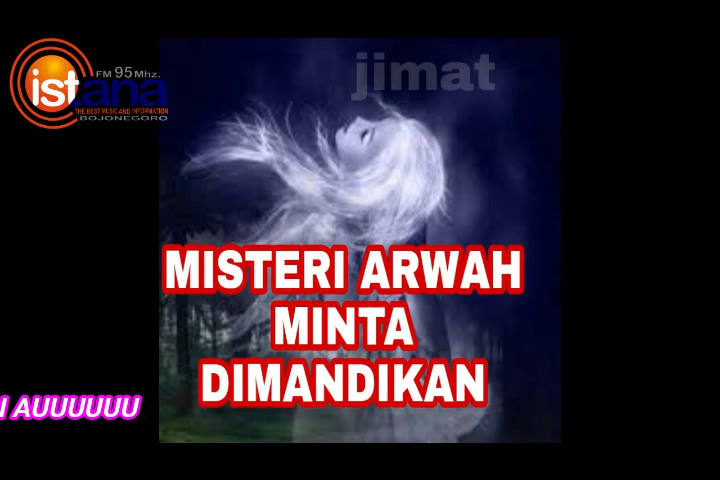 FM 95 Mhz.
istana
THE BEST MUSIC AND INFORMATION
BOJONEGORO
jimat
MISTERI ARWAH
MINTA
DIMANDIKAN
I AUUUUUU